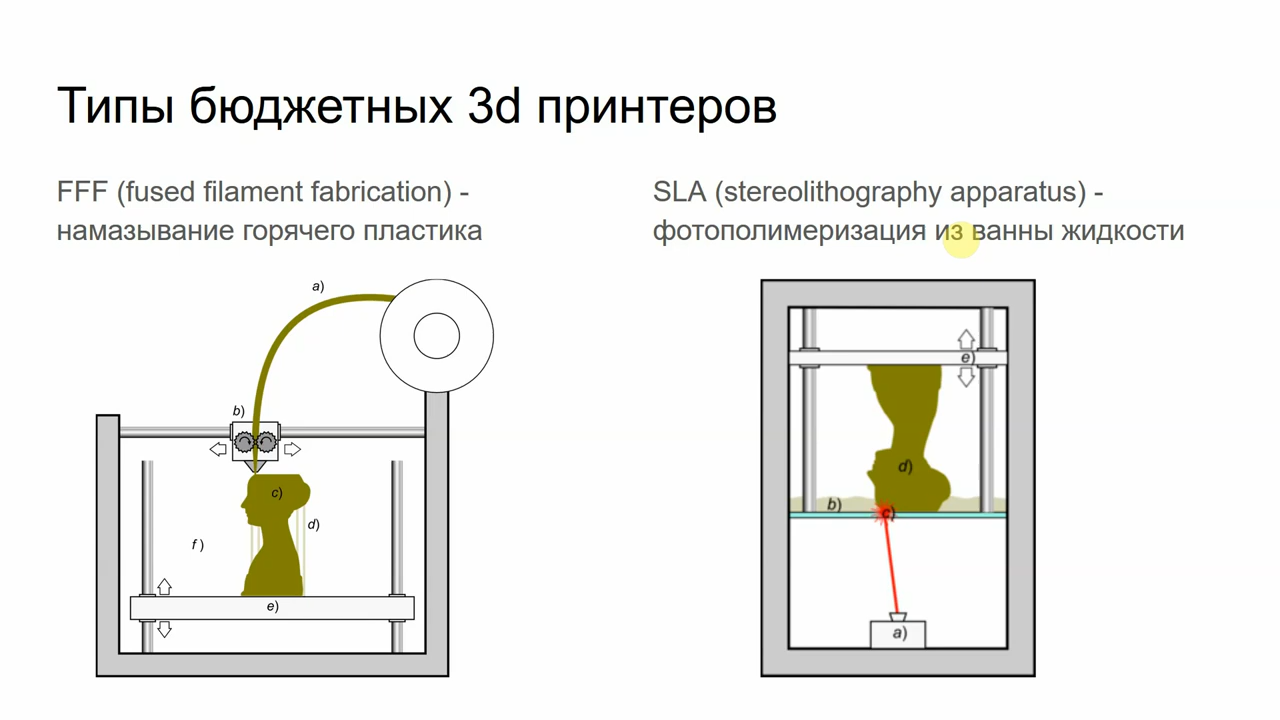 Типы бюджетных 3d принтеров
FFF (fused filament fabrication) -
намазывание горячего пластика
a)
b)
c)
d)
f )
e)
SLA (stereolithography apparatus) -
фотополимеризация из ванны жидкости
e)
d)
b)
c)
a)